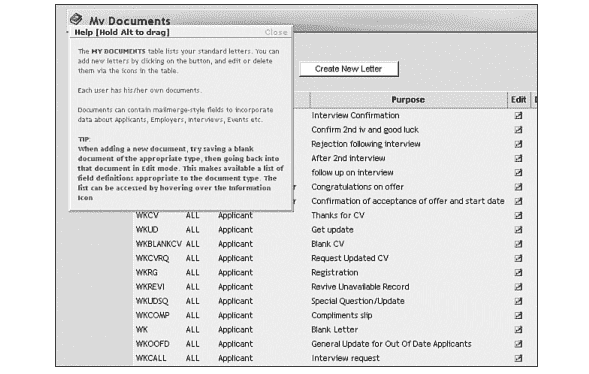 My Documents
Help [Hold Alt to drag] Close
The MY DOCUMENTS table lists your standard letters. You can
add new letters by clicking on the button, and edit or delete
them via the icons in the table.
Each user has his/her own documents.
Documents can contain mailmerge-style fields to incorporate
data about Applicants, Employers, Interviews, Events etc.
TIP:
When adding a new document, try saving a blank
document of the appropriate type, then going back into
that document in Edit mode. This makes available a list of
field definitions appropriate to the document type. The
list can be accessed by hovering over the Information
Icon
Create New Letter
Purpose Edit
Interview Confirmation
Confirm 2nd iv and good luck
Rejection following interview
After 2nd interview
follow up on interview
Congratulations on offer
Confirmation of acceptance of offer and start date
WKCV ALL Applicant Thanks for CV
WKUD ALL Applicant Get update
WKBLANKCV ALL Applicant Blank CV
WKCVRQ ALL Applicant Request Updated CV
WKRG ALL Applicant Registration
WKREVI ALL Applicant Revive Unavailable Record
WKUDSQ ALL Applicant Special Question/Update
WKCOMP ALL Applicant Compliments slip
WK ALL Applicant Blank Letter
WKOOFD ALL Applicant General Update for Out Of Date Applicants
WKCALL ALL Applicant Interview request